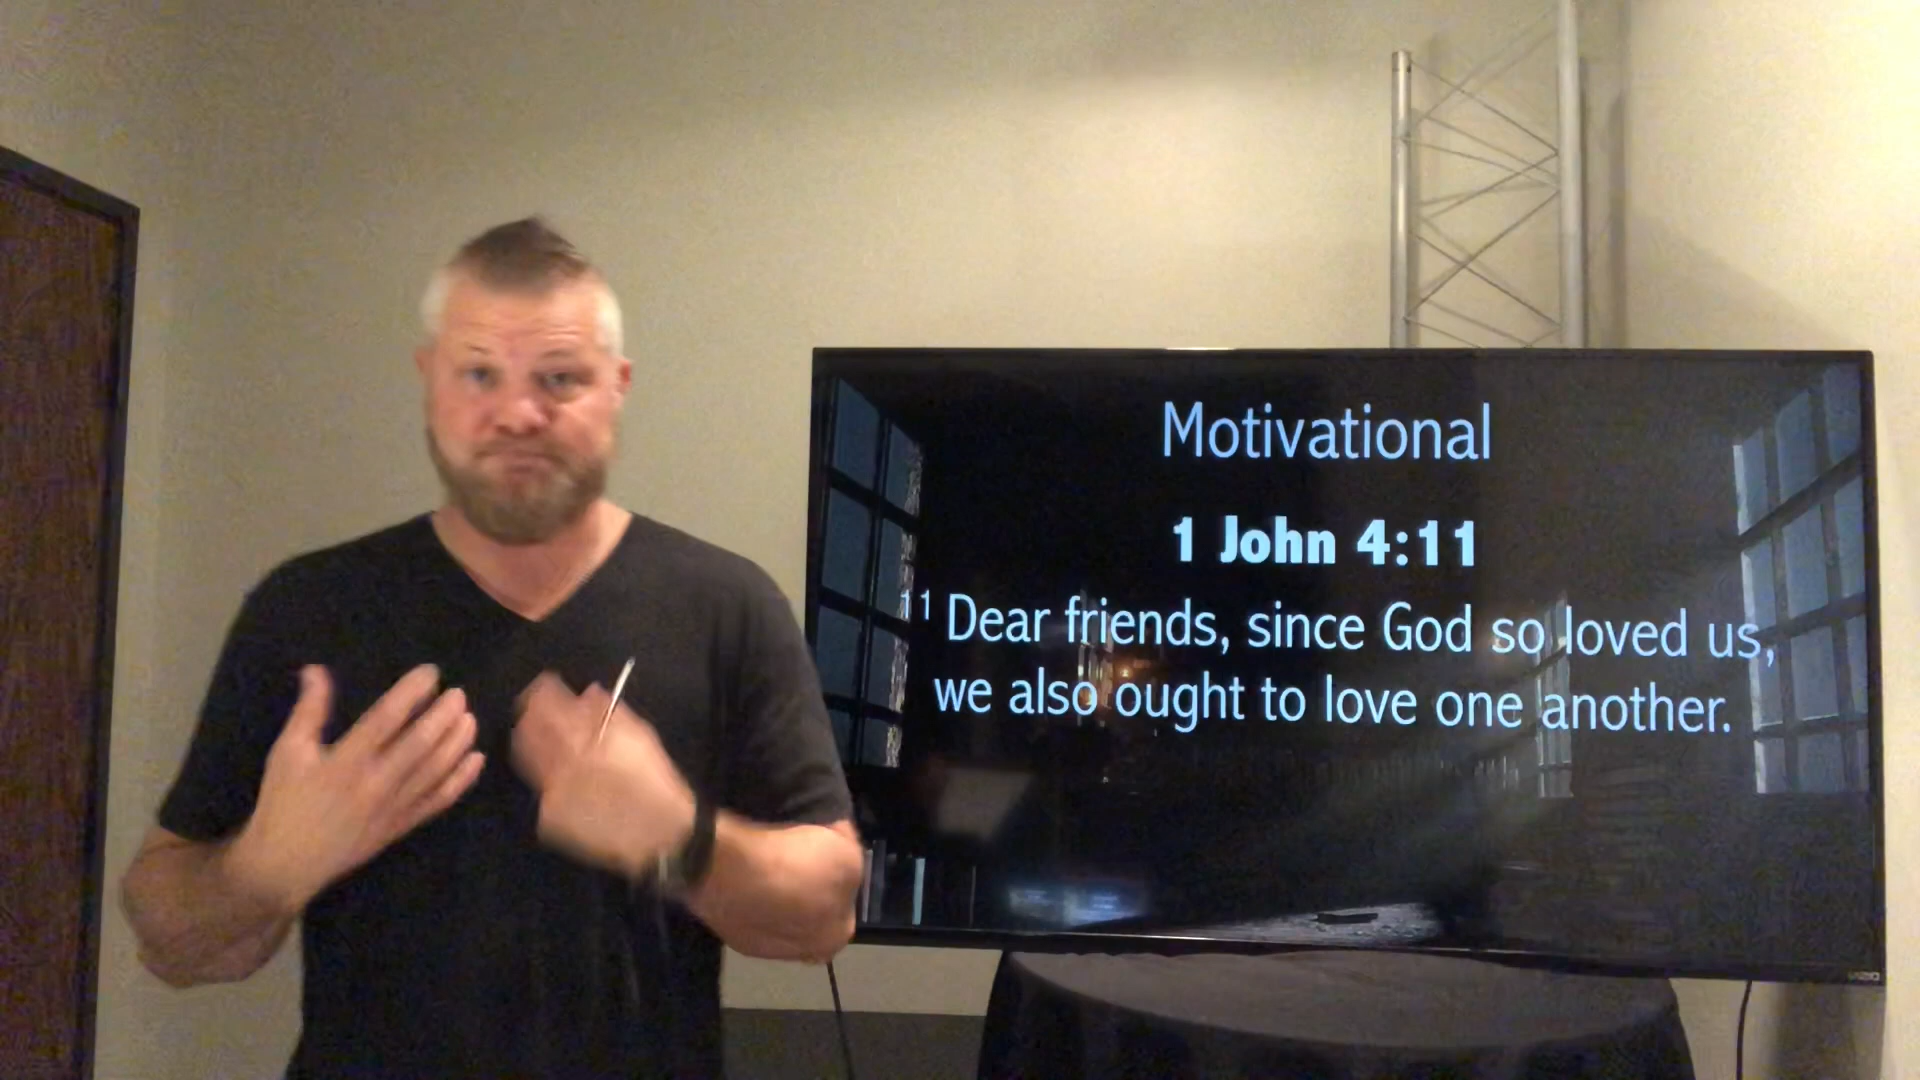 Motivational
1 John 4:11
11 Dear friends, since God so loved us,
we also ought to love one another.
VIZIO